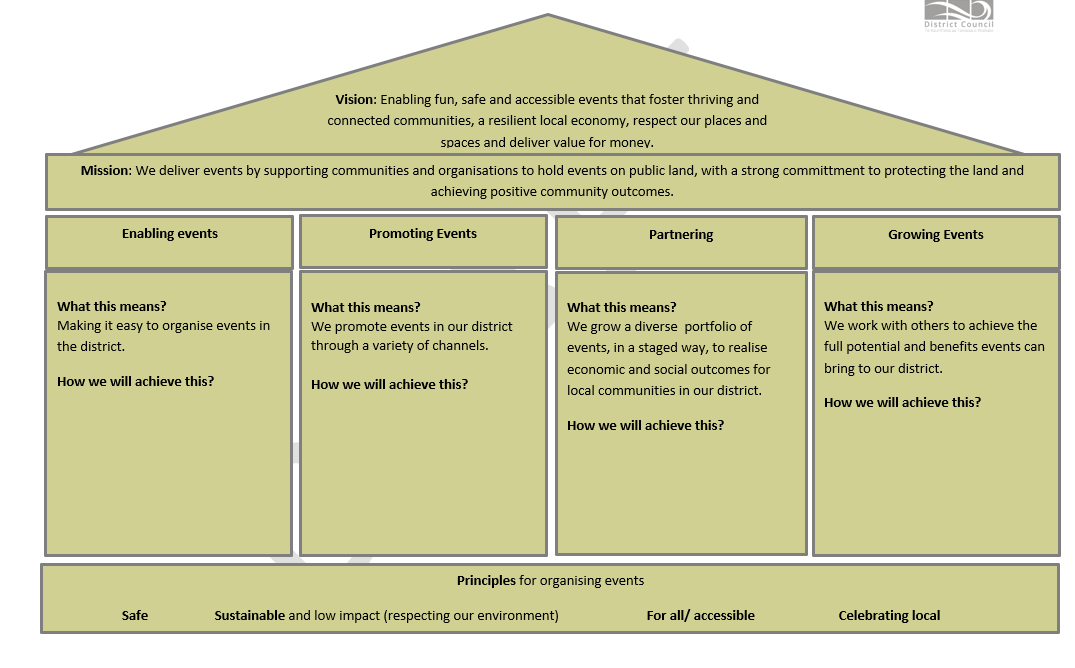 District Council
Vision: Enabling fun, safe and accessible events that foster thriving and
connected communities, a resilient local economy, respect our places and
spaces and deliver value for money.
Mission: We deliver events by supporting communities and organisations to hold events on public land, with a strong committment to protecting the land and
achieving positive community outcomes.
Enabling events
Promoting Events
Partnering
Growing Events
What this means?
Making it easy to organise events in
the district.
How we will achieve this?
What this means?
We promote events in our district
through a variety of channels.
How we will achieve this?
What this means?
We grow a diverse  portfolio of
events, in a staged way, to realise
economic and social outcomes for
local communities in our district.
How we will achieve this?
What this means?
We work with others to achieve the
full potential and benefits events can
bring to our district.
How we will achieve this?
Principles for organising events
Safe Sustainable and low impact (respecting our environment) For all/ accessible Celebrating local